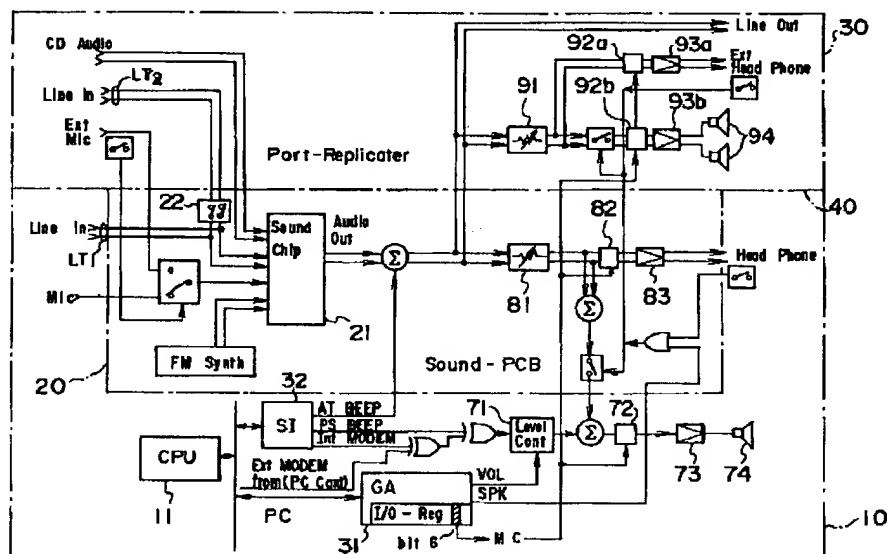 Line Out
30
CD Audio
92a
93a
Ext
Head Phone
LT2
Line In
92b
93b
91
Ext
Mic
94
Port-Replicater
22
40
Line In
Sound
Chip
Audio
Out
82
Σ
Head Phone
LT
81
83
Mic
21
Σ
FM Synth
Sound - PCB
20
32
SI
AT BEEP
PS BEEP
Int MODEM
71
Level
Cont
Σ
72
CPU
73
74
Ext MODEM
from (PC Card)
VOL
GA
SPK
11
PC
I/O - Reg
10
31
bit 6
MC